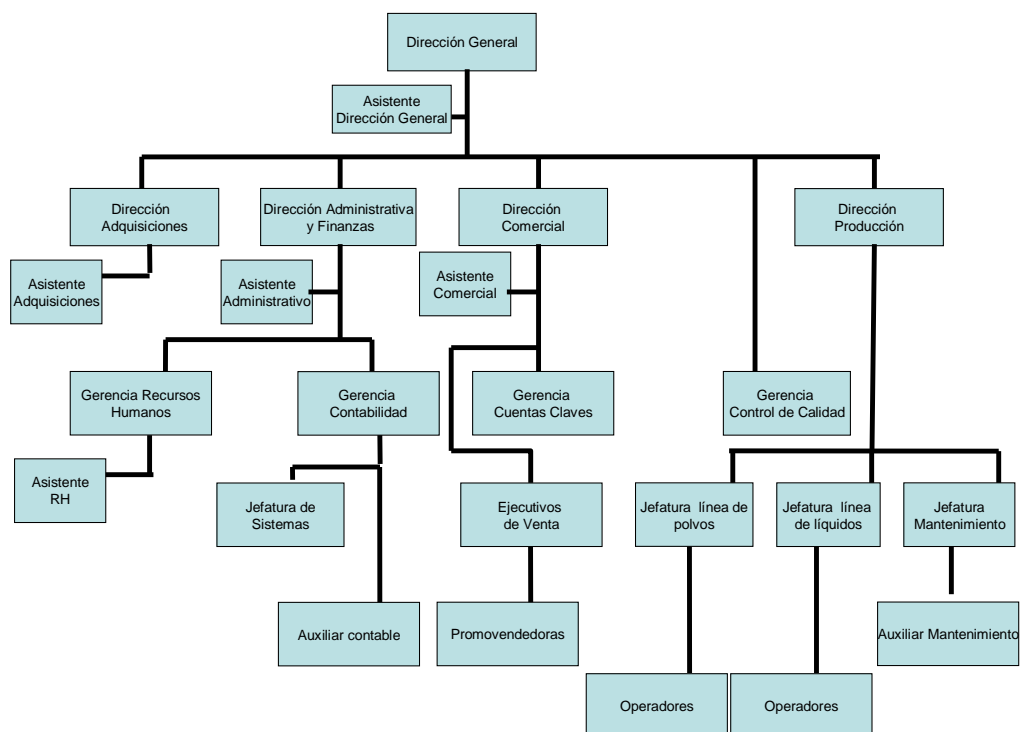 Dirección General
Asistente
Dirección General
Dirección
Adquisiciones
Dirección Administrativa
y Finanzas
Dirección
Comercial
Dirección
Producción
Asistente
Adquisiciones
Asistente
Administrativo
Asistente
Comercial
Gerencia Recursos
Humanos
Gerencia
Contabilidad
Gerencia
Cuentas Claves
Gerencia
Control de Calidad
Asistente
RH
Jefatura de
Sistemas
Ejecutivos
de Venta
Jefatura línea de
polvos
Jefatura línea
de líquidos
Jefatura
Mantenimiento
Auxiliar contable
Promovendedoras
Auxiliar Mantenimiento
Operadores
Operadores